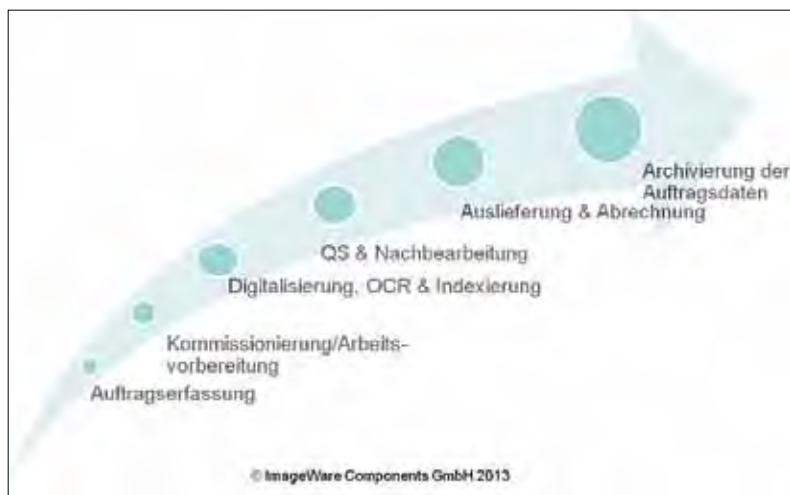 Archivierung der
Auftragsdaten
Auslieferung & Abrechnung
QS & Nachbearbeitung
Digitalisierung, OCR & Indexierung
Kommissionierung/Arbeits-
vorbereitung
Auftragserfassung
© ImageWare Components GmbH 2013